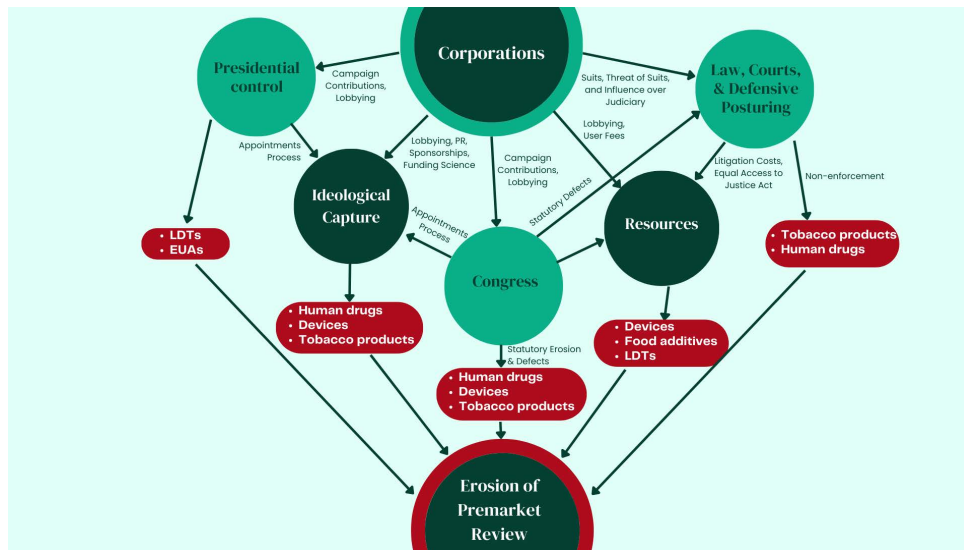 Corporations
Presidential
control
Campaign
Contributions,
Lobbying
Suits, Threat of Suits,
and Influence over
Judiciary
Law, Courts,
& Defensive
Posturing
Appointments
Process
Lobbying, PR,
Sponsorships,
Funding Science
Campaign
Contributions,
Lobbying
Lobbying,
User Fees
Litigation Costs,
Equal Access to
Justice Act
Non-enforcement
Ideological
Capture
Appointments
Process
Statutory Defects
Resources
• LDTs
• EUAs
• Tobacco products
• Human drugs
Congress
• Human drugs
• Devices
• Tobacco products
Statutory Erosion
& Defects
• Devices
• Food additives
• LDTs
• Human drugs
• Devices
• Tobacco products
Erosion of
Premarket
Review